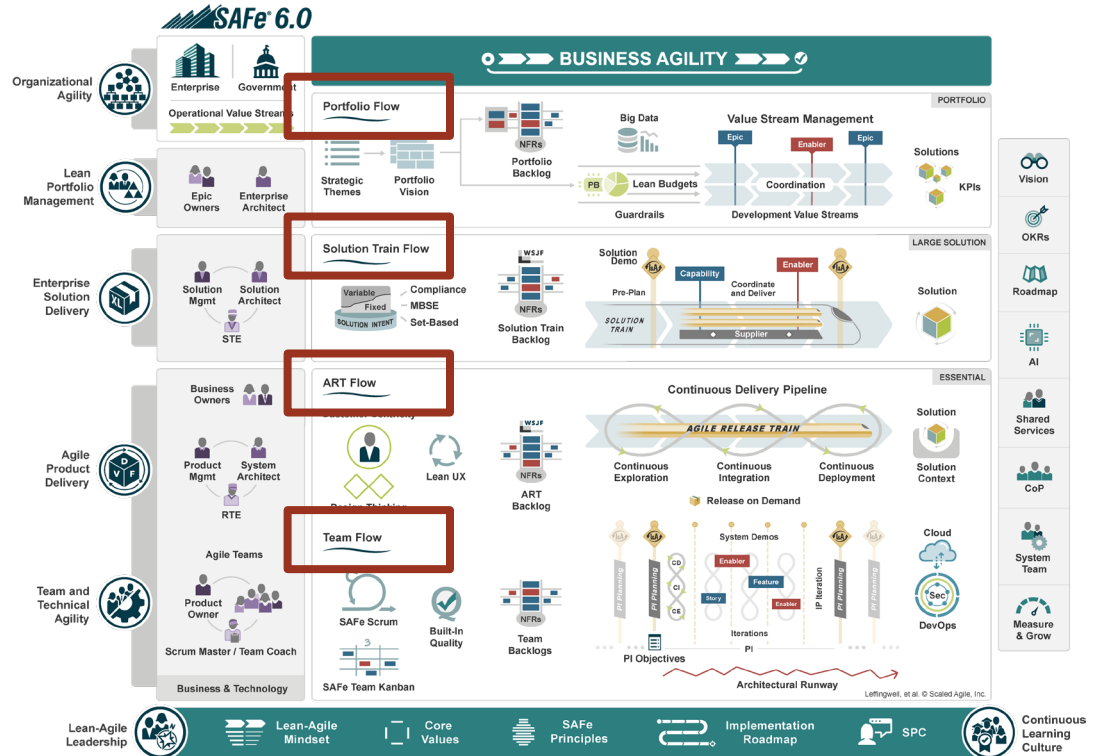 SAFe® 6.0
Organizational
Agility
Enterprise
Government
Operational Value Streams
BUSINESS AGILITY
Portfolio Flow
PORTFOLIO
Strategic
Themes
Portfolio
Vision
NFRs
Portfolio
Backlog
Big Data
PB
Lean Budgets
Guardrails
Value Stream Management
Epic
Enabler
Epic
Coordination
Development Value Streams
Solutions
KPIs
Lean
Portfolio
Management
Epic
Owners
Enterprise
Architect
Enterprise
Solution
Delivery
XL
Solution
Mgmt
Solution
Architect
STE
Solution Train Flow
LARGE SOLUTION
Variable
Fixed
SOLUTION INTENT
Compliance
MBSE
Set-Based
WSJF
NFRs
Solution Train
Backlog
Solution
Demo
I&A
Pre-Plan
Capability
Coordinate
and Deliver
Enabler
I&A
SOLUTION
TRAIN
Supplier
Solution
Agile
Product
Delivery
D
V
F
Business
Owners
Product
Mgmt
System
Architect
RTE
ART Flow
ESSENTIAL
Lean UX
WSJF
NFRs
ART
Backlog
Continuous Delivery Pipeline
AGILE RELEASE TRAIN
Continuous
Exploration
Continuous
Integration
Continuous
Deployment
Release on Demand
Solution
Solution
Context
Team and
Technical
Agility
Agile Teams
Product
Owner
Scrum Master / Team Coach
Business & Technology
Team Flow
SAFe Scrum
Built-In
Quality
3
SAFe Team Kanban
NFRs
Team
Backlogs
I&A
I&A
System Demos
I&A
I&A
PI Planning
PI Planning
CD
CI
CE
Enabler
Story
Feature
Enabler
IP Iteration
PI Planning
PI Planning
Iterations
PI
PI Objectives
Architectural Runway
Cloud
Sec
DevOps
Leffingwell, et al. © Scaled Agile, Inc.
Vision
OKRs
Roadmap
AI
Shared
Services
CoP
System
Team
Measure
& Grow
Lean-Agile
Leadership
Lean-Agile
Mindset
Core
Values
SAFe
Principles
Implementation
Roadmap
SPC
Continuous
Learning
Culture